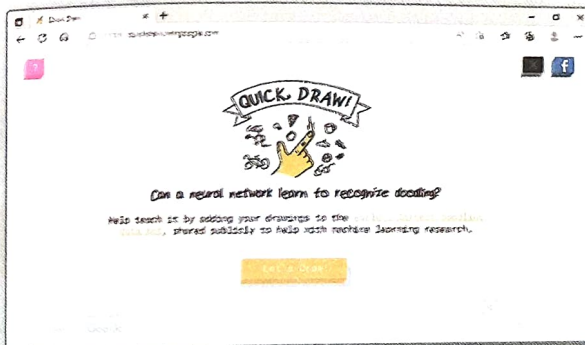 ?
f
QUICK, DRAW!
Can a neural network learn to recognize doodling?
Help teach it by adding your drawings to the
, shared publicly to help with machine learning research.
Let's Draw!